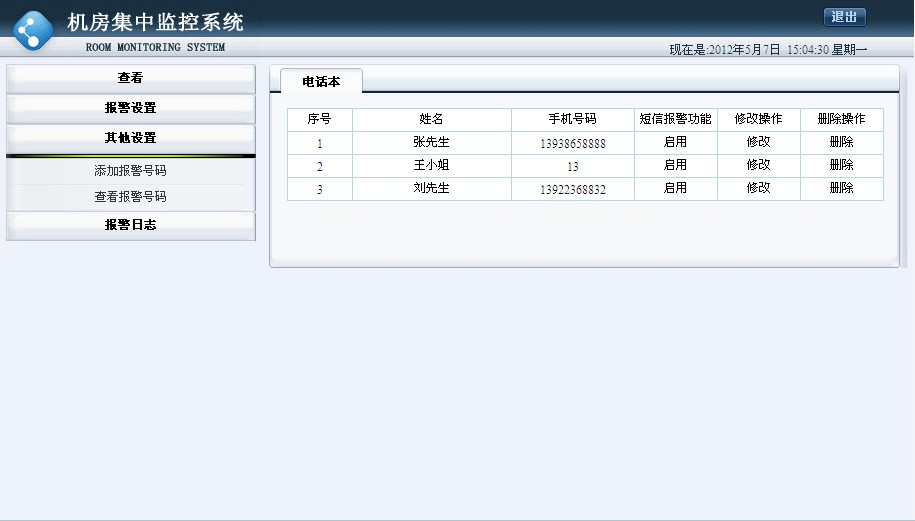 机房集中监控系统
ROOM MONITORING SYSTEM
退出
现在是:2012年5月7日 15:04:30 星期一
查看
报警设置
其他设置
添加报警号码
查看报警号码
报警日志
电话本
序号 姓名 手机号码 短信报警功能 修改操作 删除操作
1 张先生 13938658888 启用 修改 删除
2 王小姐 13 启用 修改 删除
3 刘先生 13922368832 启用 修改 删除